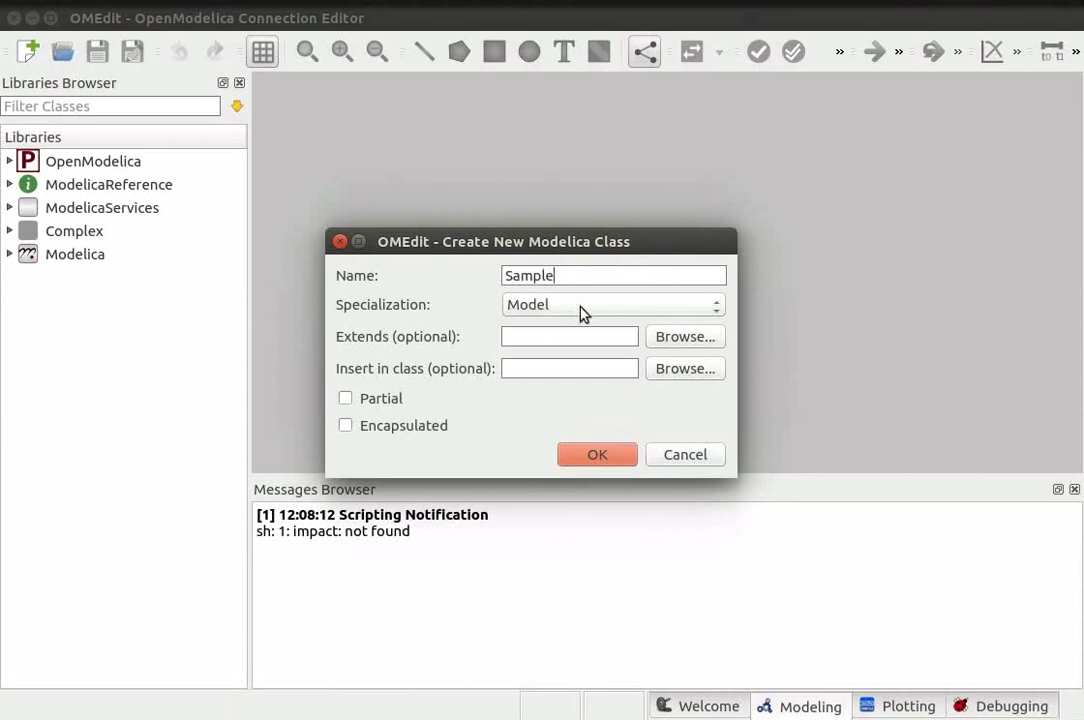 OMEdit - OpenModelica Connection Editor
T
»
»
»
t0 t1
»
Libraries Browser
Filter Classes
Libraries
P OpenModelica
i ModelicaReference
ModelicaServices
Complex
Modelica
OMEdit - Create New Modelica Class
Name: Sample
Specialization: Model
Extends (optional): Browse...
Insert in class (optional): Browse...
Partial
Encapsulated
OK Cancel
Messages Browser
[1] 12:08:12 Scripting Notification
sh: 1: impact: not found
Welcome Modeling Plotting Debugging